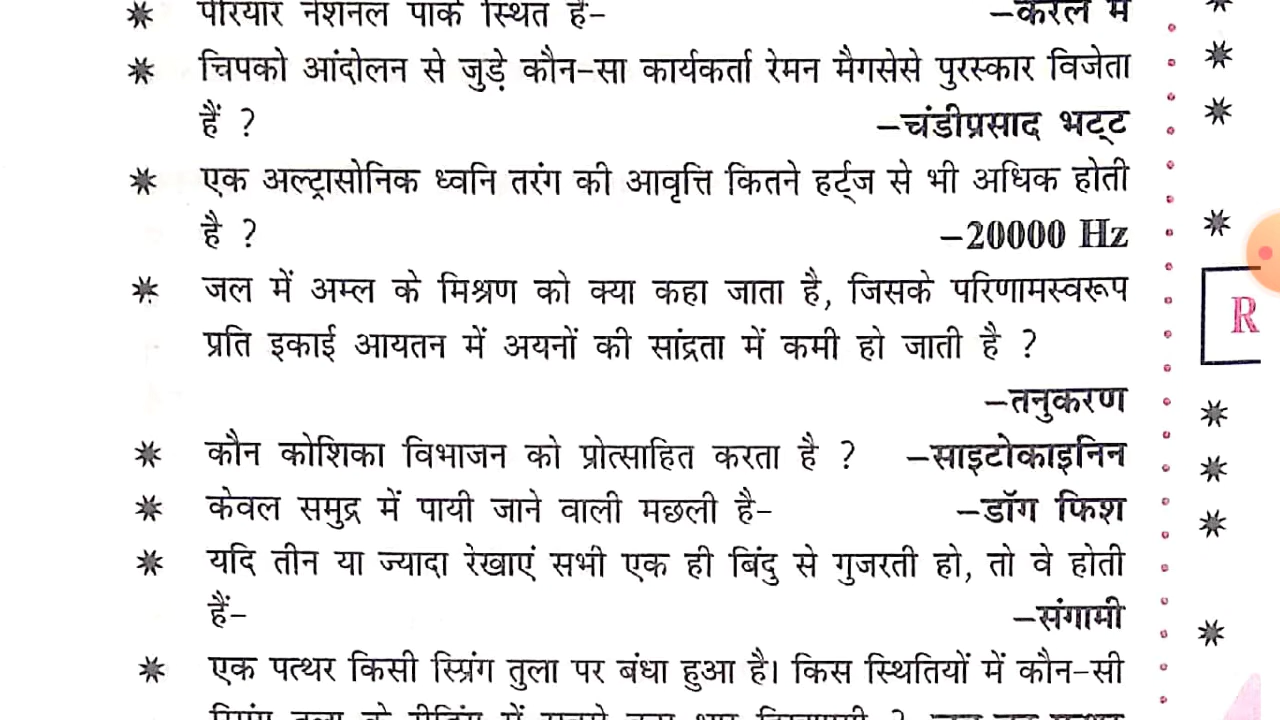 पेरियार नेशनल पार्क स्थित है- –केरल में
चिपको आंदोलन से जुड़े कौन-सा कार्यकर्ता रेमन मैगसेसे पुरस्कार विजेता
हैं ? –चंडीप्रसाद भट्ट
एक अल्ट्रासोनिक ध्वनि तरंग की आवृत्ति कितने हर्ट्ज से भी अधिक होती
है ? –20000 Hz
जल में अम्ल के मिश्रण को क्या कहा जाता है, जिसके परिणामस्वरूप
प्रति इकाई आयतन में अयनों की सांद्रता में कमी हो जाती है ?
–तनुकरण
कौन कोशिका विभाजन को प्रोत्साहित करता है ? –साइटोकाइनिन
केवल समुद्र में पायी जाने वाली मछली है- –डॉग फिश
यदि तीन या ज्यादा रेखाएं सभी एक ही बिंदु से गुजरती हो, तो वे होती
हैं- –संगामी
एक पत्थर किसी स्प्रिंग तुला पर बंधा हुआ है। किस स्थितियों में कौन-सी
R